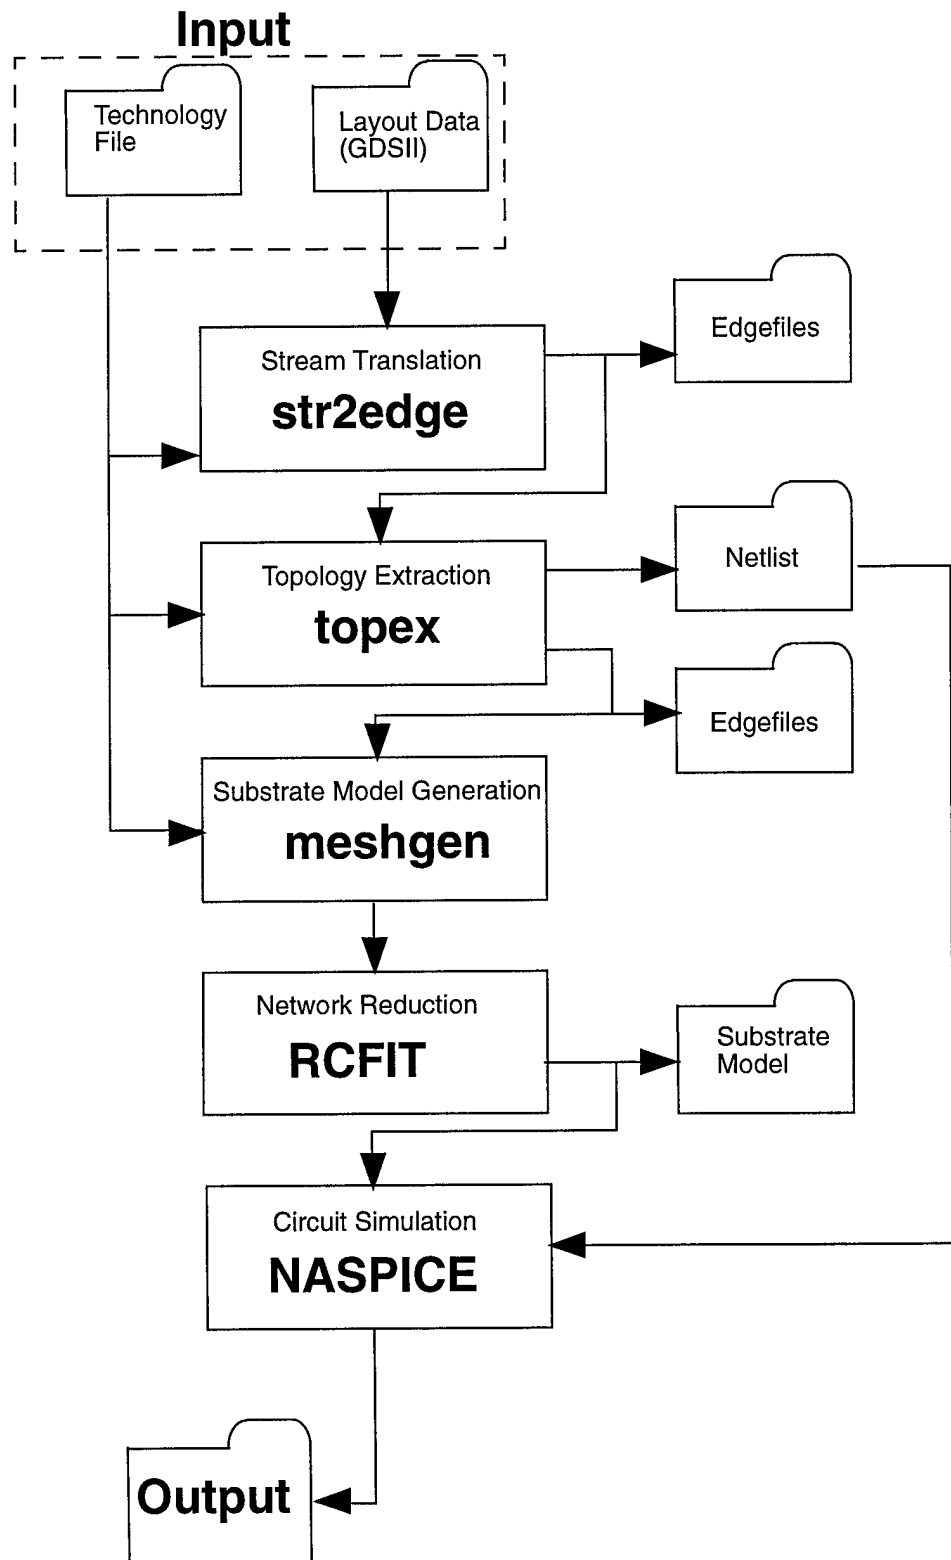 Input
Technology
File
Layout Data
(GDSII)
Edgefiles
Stream Translation
str2edge
Netlist
Topology Extraction
topex
Edgefiles
Substrate Model Generation
meshgen
Network Reduction
RCFIT
Substrate
Model
Circuit Simulation
NASPICE
Output